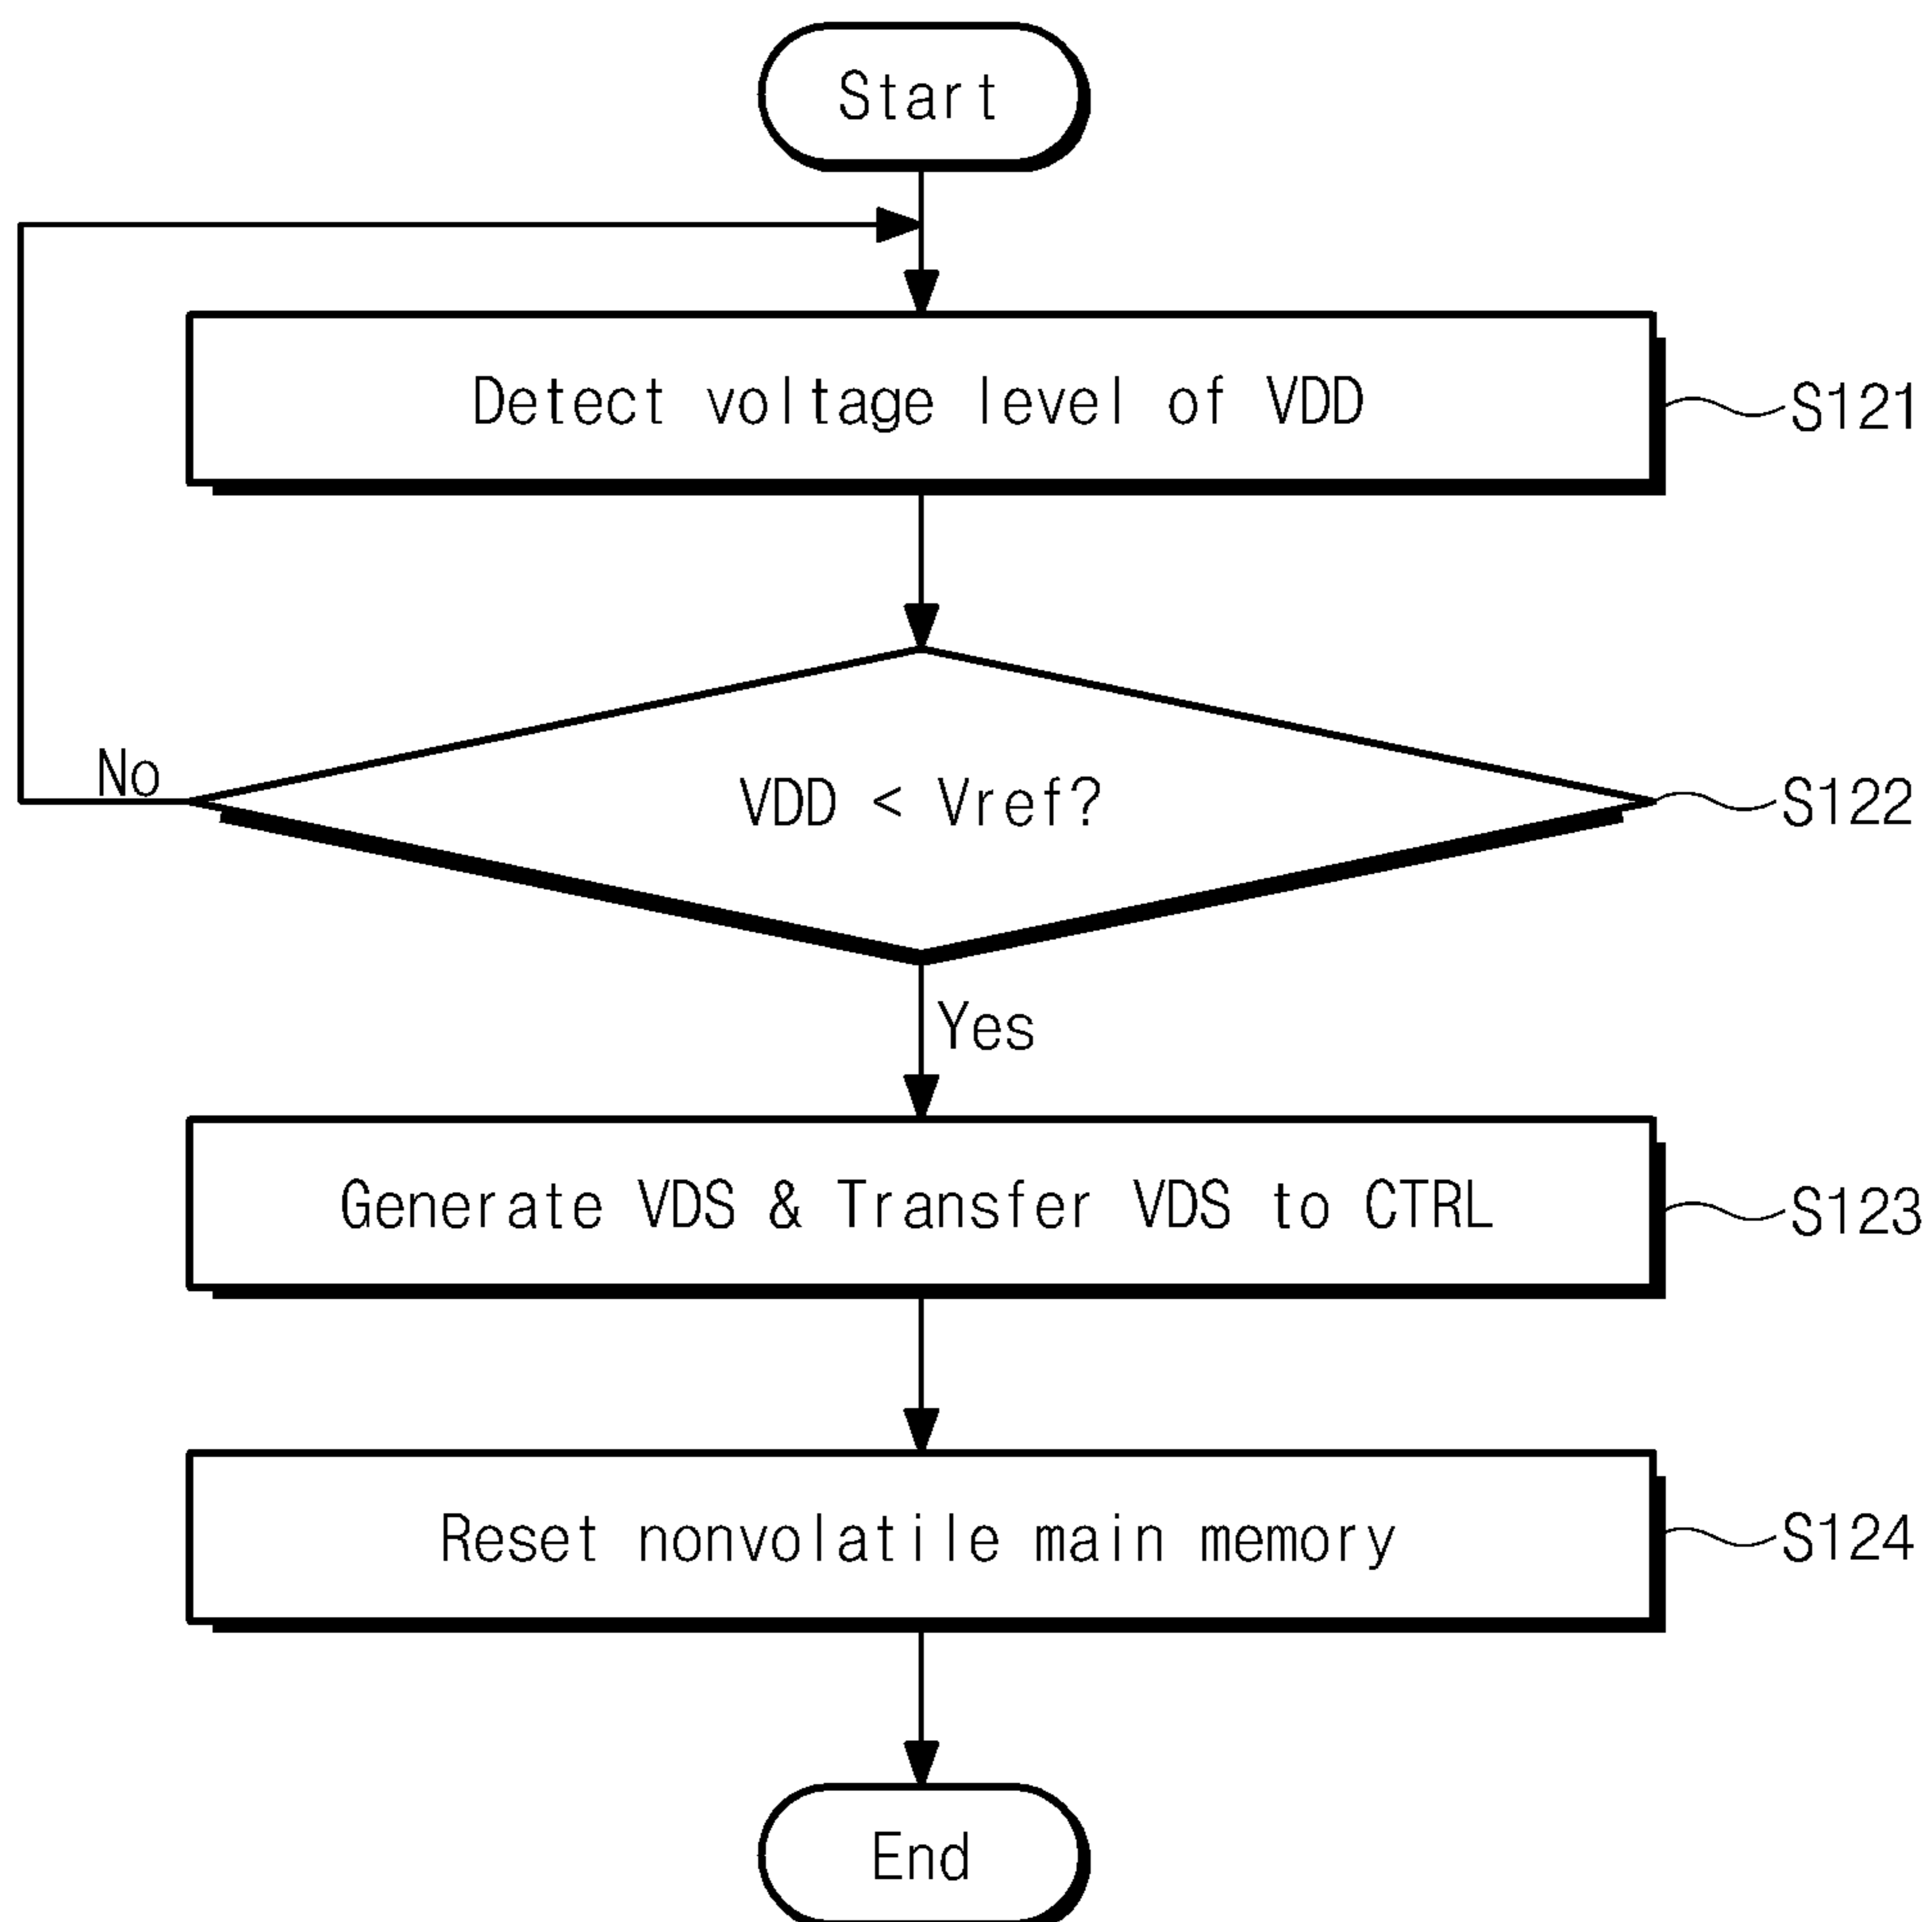 Start
Detect voltage level of VDD
S121
VDD < Vref?
S122
No
Yes
Generate VDS & Transfer VDS to CTRL
S123
Reset nonvolatile main memory
S124
End